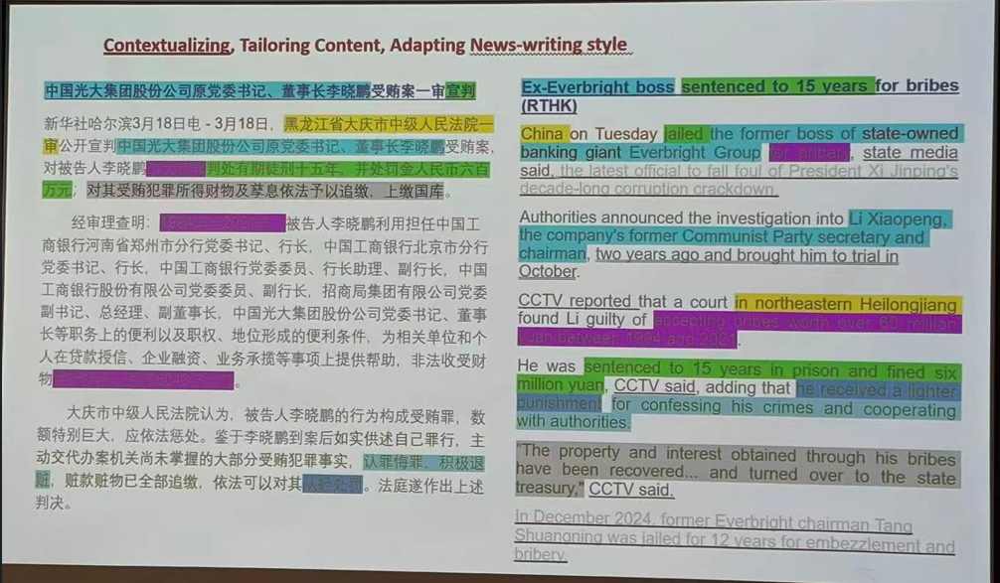 Contextualizing, Tailoring Content, Adapting News-writing style
中国光大集团股份公司原党委书记、董事长李晓鹏受贿案一审宣判
新华社哈尔滨3月18日电 - 3月18日，黑龙江省大庆市中级人民法院一
审公开宣判中国光大集团股份公司原党委书记、董事长李晓鹏受贿案，
对被告人李晓鹏 判处有期徒刑十五年，并处罚金人民币六百
万元；对其受贿犯罪所得财物及孳息依法予以追缴，上缴国库。
经审理查明： 被告人李晓鹏利用担任中国工
商银行河南省郑州市分行党委书记、行长，中国工商银行北京市分行
党委书记、行长，中国工商银行党委委员、行长助理、副行长，中国
工商银行股份有限公司党委委员、副行长，招商局集团有限公司党委
副书记、总经理、副董事长，中国光大集团股份公司党委书记、董事
长等职务上的便利以及职权、地位形成的便利条件，为相关单位和个
人在贷款授信、企业融资、业务承揽等事项上提供帮助，非法收受财
物 。
大庆市中级人民法院认为，被告人李晓鹏的行为构成受贿罪，数
额特别巨大，应依法惩处。鉴于李晓鹏到案后如实供述自己罪行，主
动交代办案机关尚未掌握的大部分受贿犯罪事实，认罪悔罪，积极退
赃，赃款赃物已全部追缴，依法可以对其从轻处罚。法庭遂作出上述
判决。
Ex-Everbright boss sentenced to 15 years for bribes
(RTHK)
China on Tuesday jailed the former boss of state-owned
banking giant Everbright Group for bribery, state media
said, the latest official to fall foul of President Xi Jinping's
decade-long corruption crackdown.
Authorities announced the investigation into Li Xiaopeng,
the company's former Communist Party secretary and
chairman, two years ago and brought him to trial in
October.
CCTV reported that a court in northeastern Heilongjiang
found Li guilty of accepting bribes worth over 60 million
yuan between 1994 and 2021.
He was sentenced to 15 years in prison and fined six
million yuan, CCTV said, adding that he received a lighter
punishment for confessing his crimes and cooperating
with authorities.
"The property and interest obtained through his bribes
have been recovered... and turned over to the state
treasury," CCTV said.
In December 2024, former Everbright chairman Tang
Shuangning was jailed for 12 years for embezzlement and
bribery.